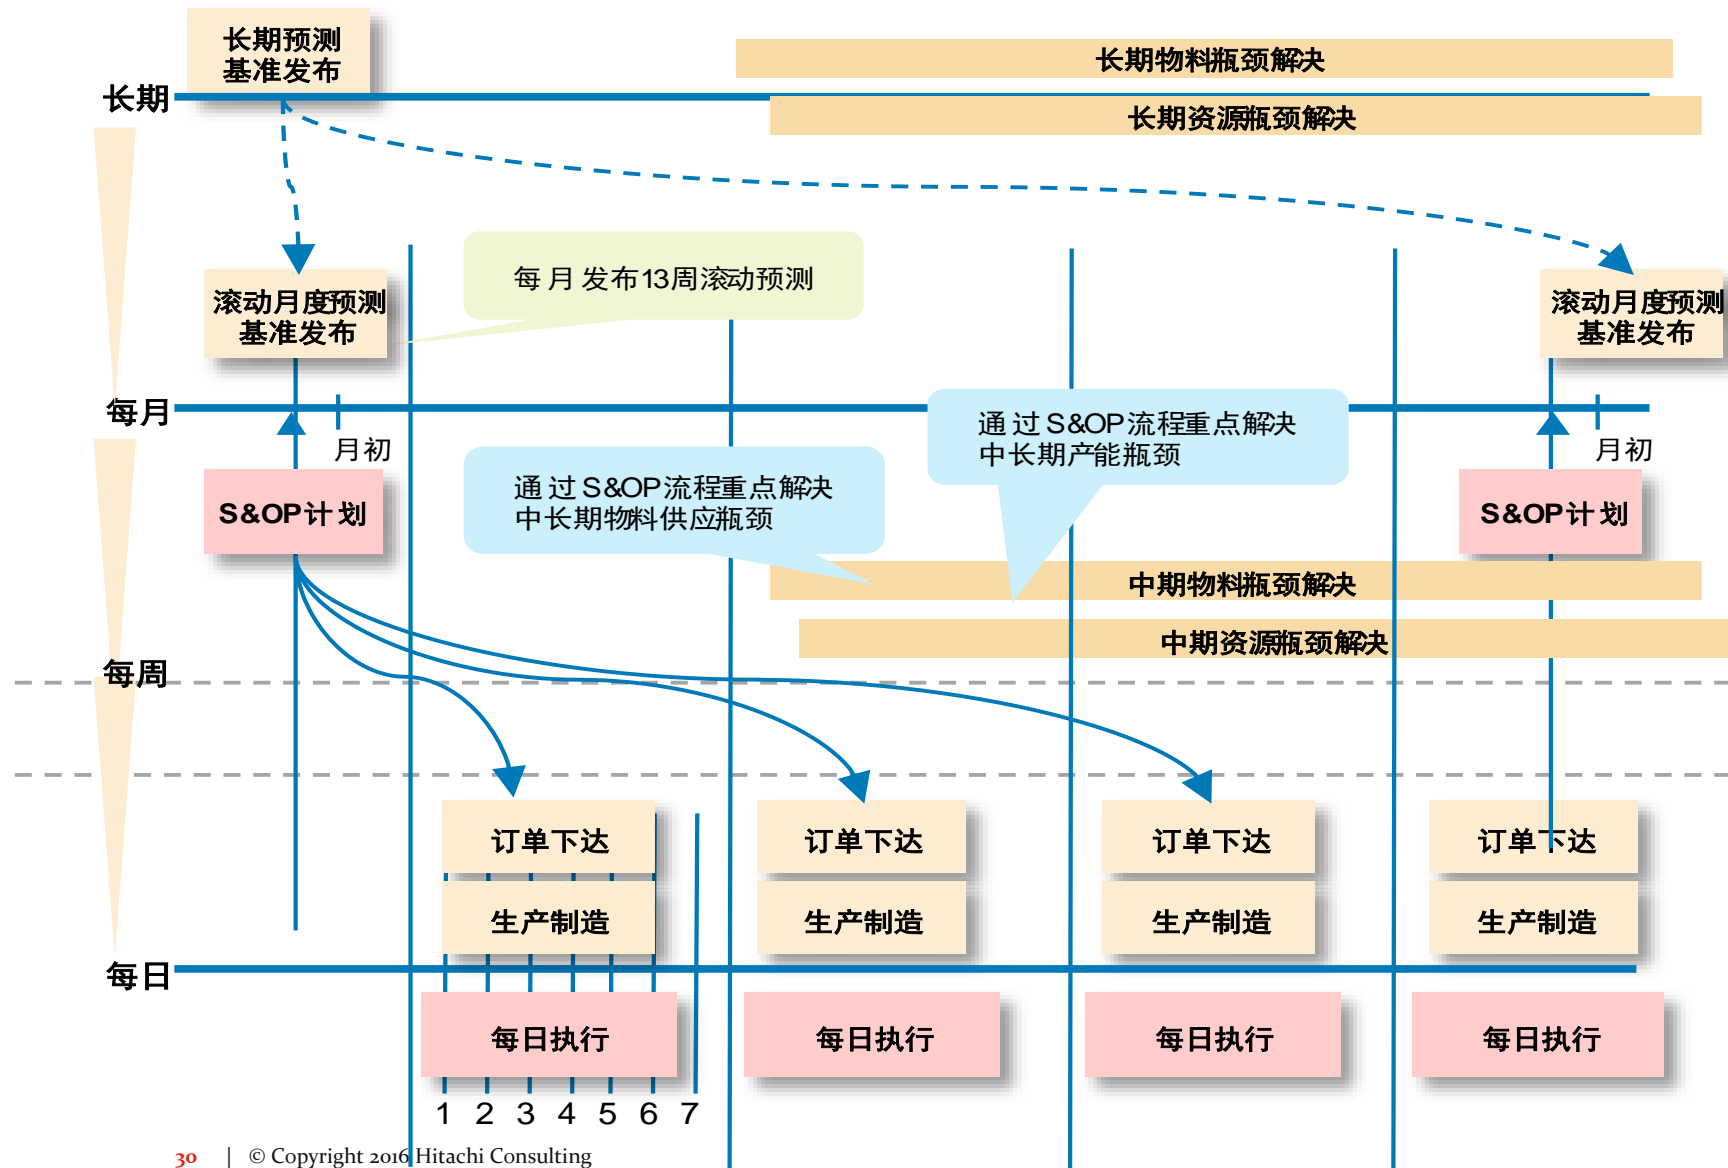 长期预测
基准发布
长期物料瓶颈解决
长期
长期资源瓶颈解决
每月发布13周滚动预测
滚动月度预测
基准发布
滚动月度预测
基准发布
每月
月初
通过S&OP流程重点解决
中长期产能瓶颈
月初
S&OP计划
通过S&OP流程重点解决
中长期物料供应瓶颈
S&OP计划
中期物料瓶颈解决
中期资源瓶颈解决
每周
订单下达
订单下达
订单下达
订单下达
生产制造
生产制造
生产制造
生产制造
每日
每日执行
每日执行
每日执行
每日执行
1 2 3 4 5 6 7
30 | © Copyright 2016 Hitachi Consulting